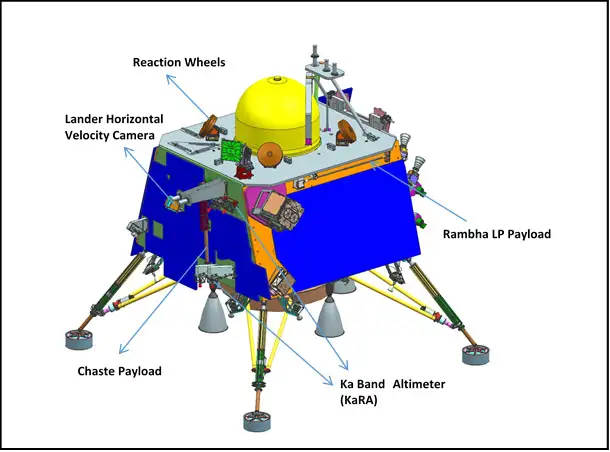 Reaction Wheels
Lander Horizontal
Velocity Camera
Rambha LP Payload
Chaste Payload
Ka Band Altimeter
(KaRA)